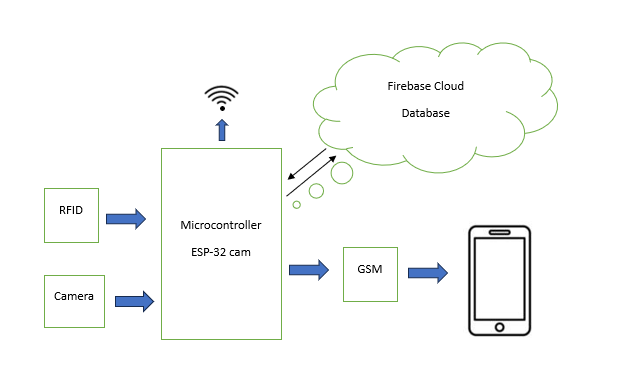 Firebase Cloud
Database
RFID
Microcontroller
ESP-32 cam
GSM
Camera